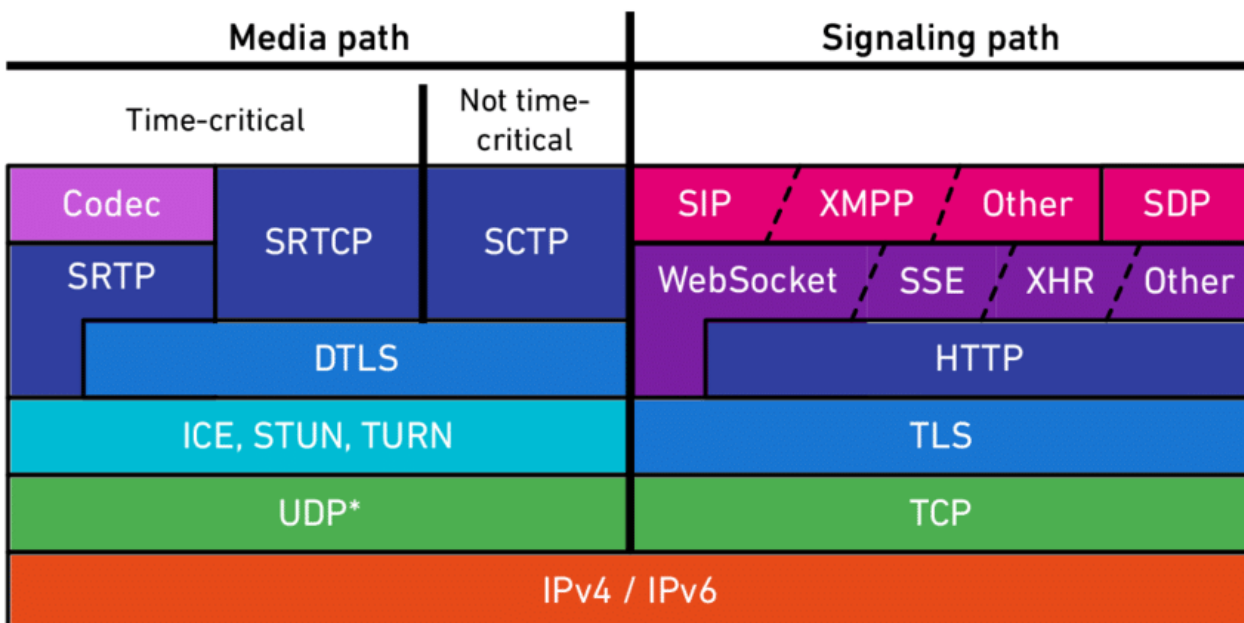 Media path
Signaling path
Time-critical
Not time-
critical
Codec
SRTP
SRTCP
SCTP
SIP
XMPP
Other
SDP
WebSocket
SSE
XHR
Other
DTLS
HTTP
ICE, STUN, TURN
TLS
UDP*
TCP
IPv4 / IPv6